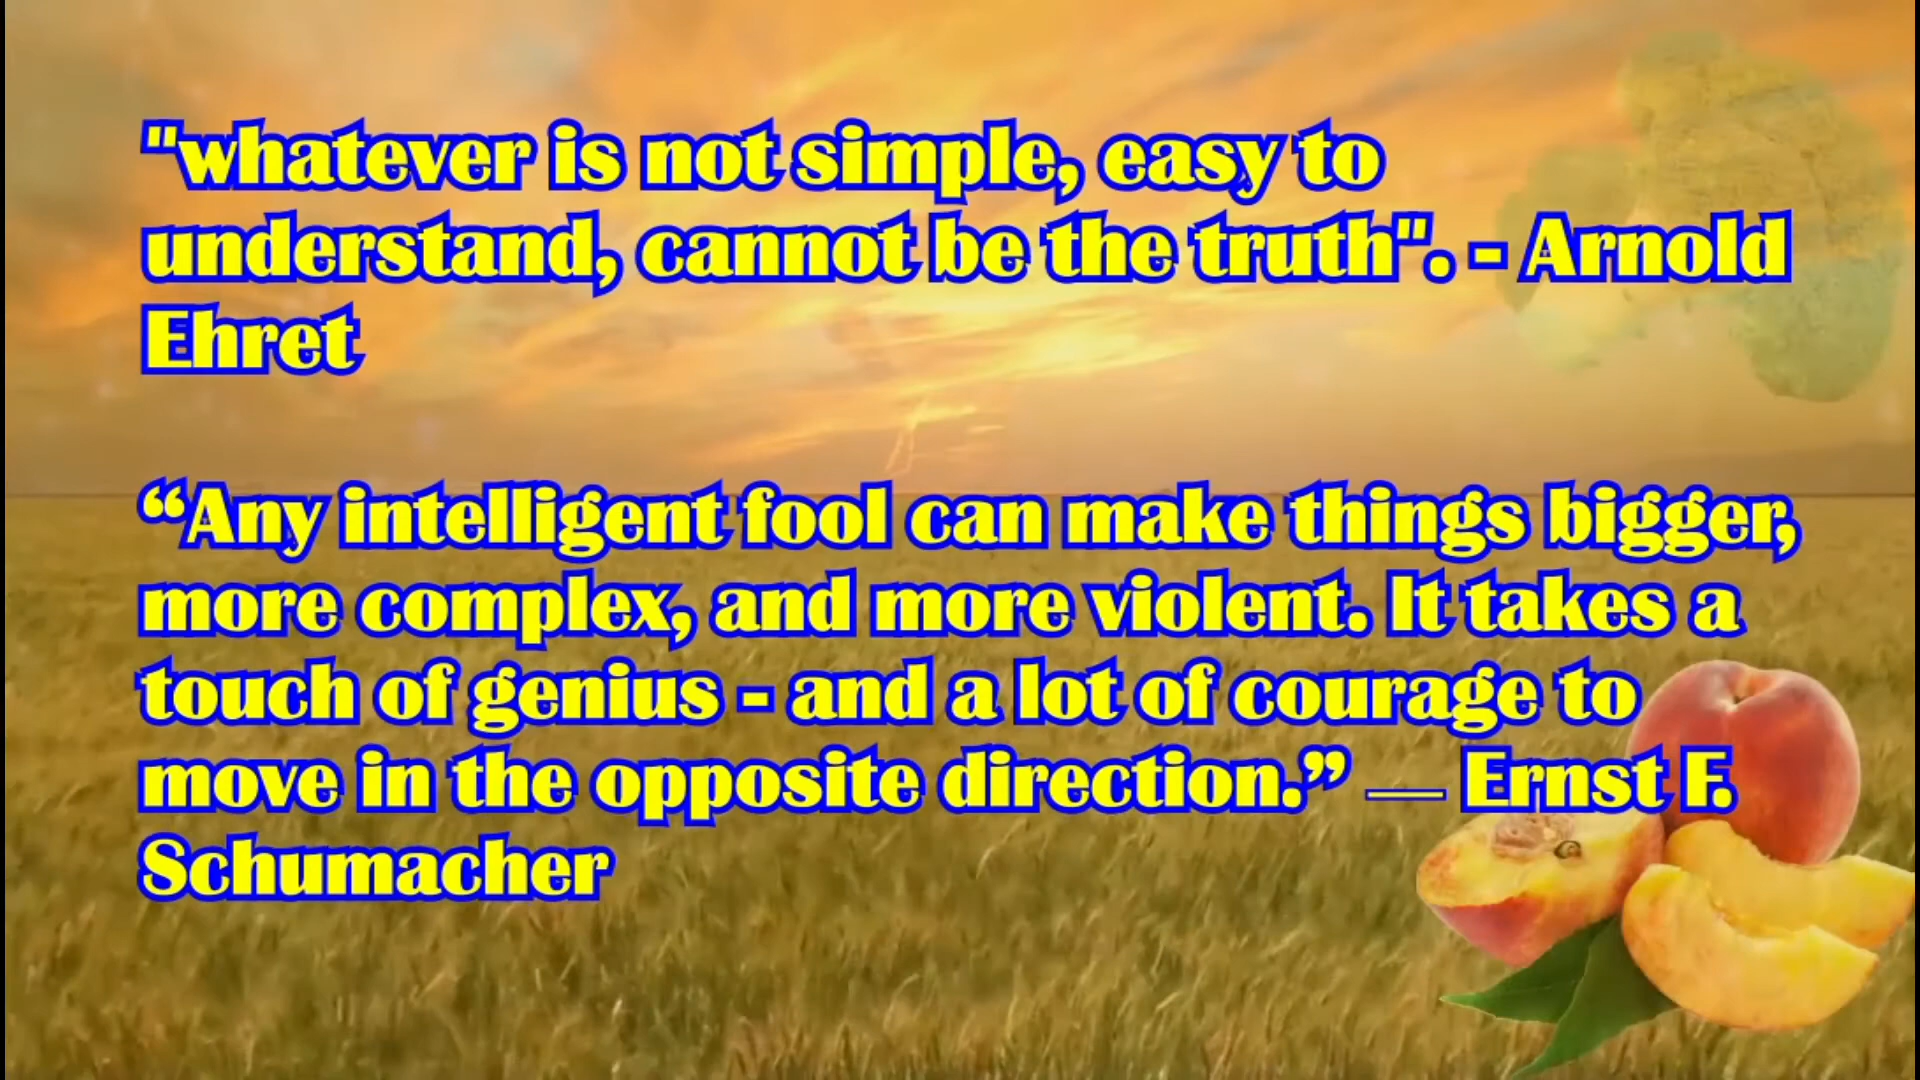 "whatever is not simple, easy to
understand, cannot be the truth". - Arnold
Ehret
“Any intelligent fool can make things bigger,
more complex, and more violent. It takes a
touch of genius - and a lot of courage to
move in the opposite direction.” — Ernst F.
Schumacher